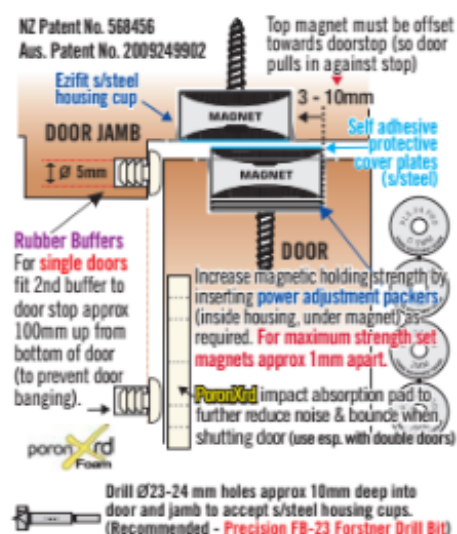 NZ Patent No. 568456
Aus. Patent No. 2009249902
Top magnet must be offset
towards doorstop (so door
pulls in against stop)
Ezifit s/steel
housing cup
MAGNET
3 - 10mm
DOOR JAMB
Self adhesive
protective
cover plates
(s/steel)
Ø 5mm
MAGNET
Rubber Buffers
For single doors
fit 2nd buffer to
door stop approx
100mm up from
bottom of door
(to prevent door
banging).
DOOR
Increase magnetic holding strength by
inserting power adjustment packers
(inside housing, under magnet) as
required. For maximum strength set
magnets approx 1mm apart.
PoronXrd impact absorption pad to
further reduce noise & bounce when
shutting door (use esp. with double doors)
poron Xrd
Foam
Drill Ø23-24 mm holes approx 10mm deep into
door and jamb to accept s/steel housing cups.
(Recommended - Precision FB-23 Forstner Drill Bit)